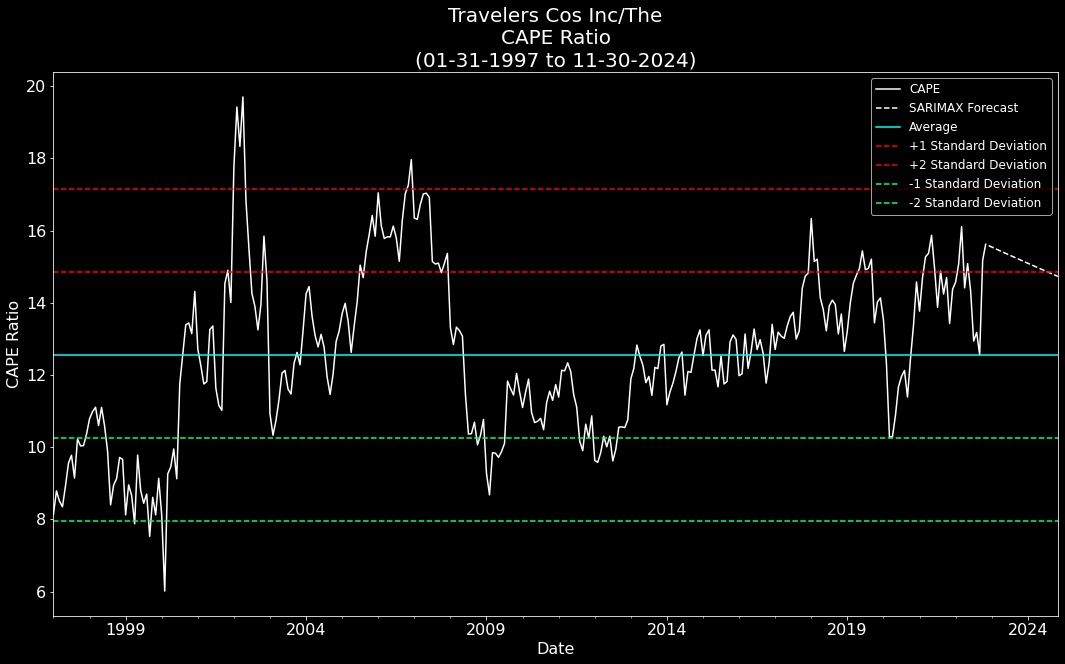 Travelers Cos Inc/The
CAPE Ratio
(01-31-1997 to 11-30-2024)
CAPE
SARIMAX Forecast
Average
+1 Standard Deviation
+2 Standard Deviation
-1 Standard Deviation
-2 Standard Deviation
CAPE Ratio
20
18
16
14
12
10
8
6
1999 2004 2009 2014 2019 2024
Date